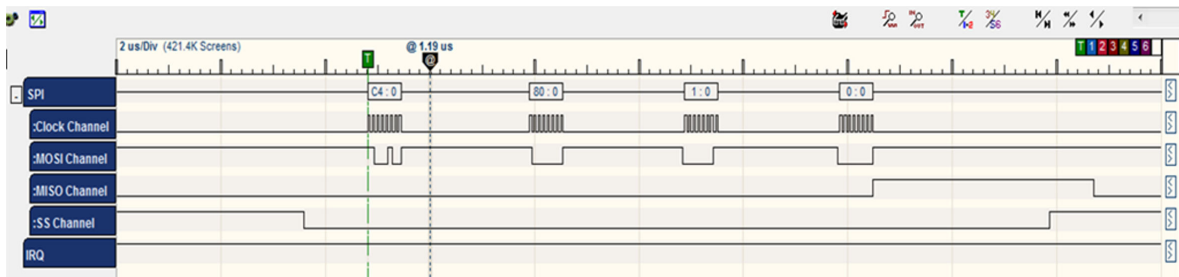 2 us/Div (421.4K Screens)
@ 1.19 us
T 1 2 3 4 5 6
T
@
SPI
C4 : 0
80 : 0
1 : 0
0 : 0
:Clock Channel
:MOSI Channel
:MISO Channel
:SS Channel
IRQ